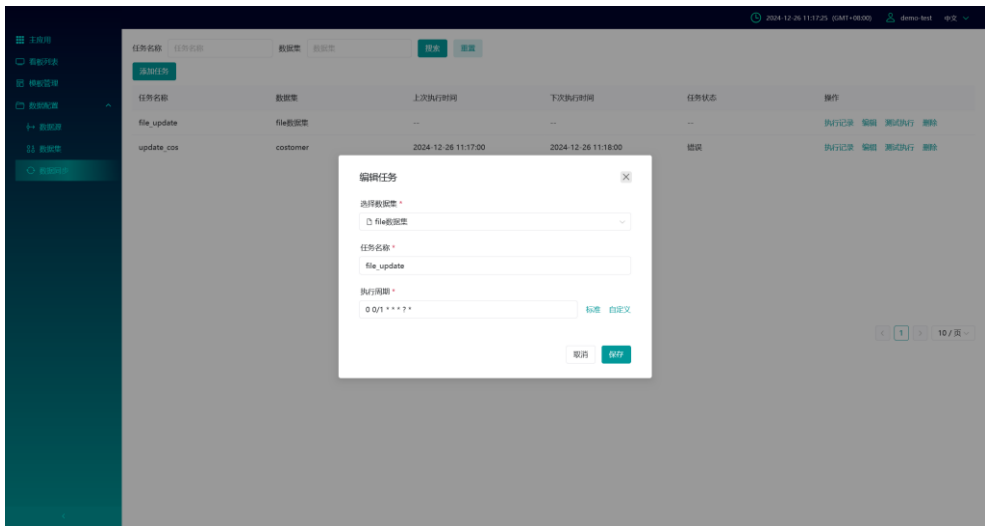 2024-12-26 11:17:25 (GMT+08:00) demo-test 中文
主应用
看板列表
模板管理
数据配置
数据源
数据集
数据同步
任务名称 任务名称 数据集 数据集 搜索 重置
添加任务
任务名称 数据集 上次执行时间 下次执行时间 任务状态 操作
file_update file数据集 -- -- -- 执行记录 编辑 测试执行 删除
update_cos costomer 2024-12-26 11:17:00 2024-12-26 11:18:00 错误 执行记录 编辑 测试执行 删除
编辑任务
选择数据集 *
file数据集
任务名称 *
file_update
执行周期 *
0 0/1 * * * ? * 标准 自定义
取消 保存
< 1 > 10 / 页